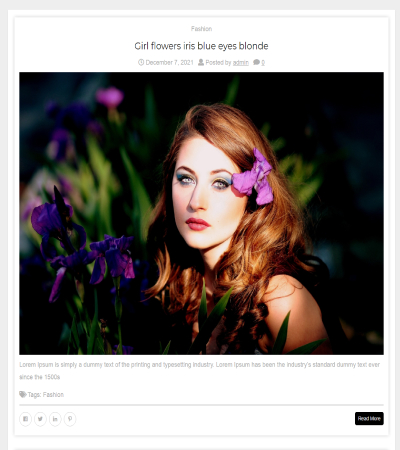 Fashion
Girl flowers iris blue eyes blonde
December 7, 2021 Posted by admin 0
Lorem Ipsum is simply a dummy text of the printing and typesetting industry. Lorem Ipsum has been the industry's standard dummy text ever
since the 1500s
Tags: Fashion
Read More